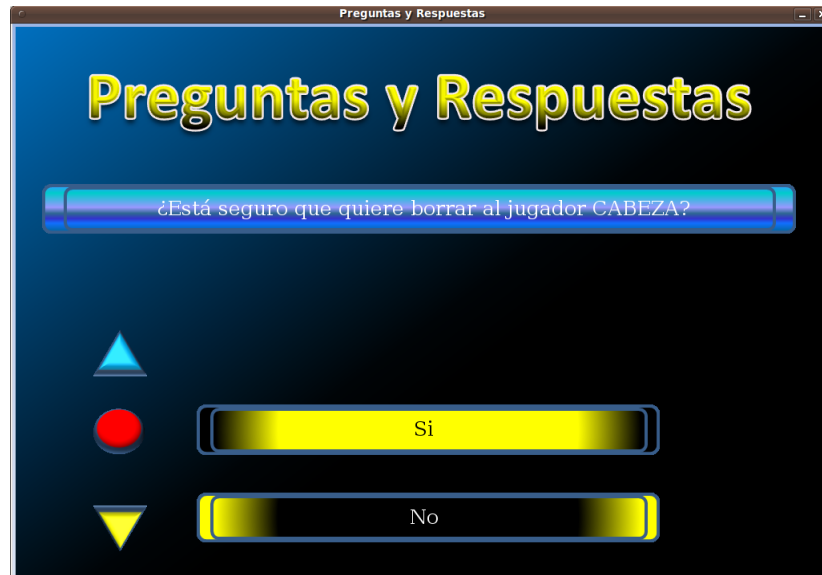 Preguntas y Respuestas
Preguntas y Respuestas
¿Está seguro que quiere borrar al jugador CABEZA?
Si
No